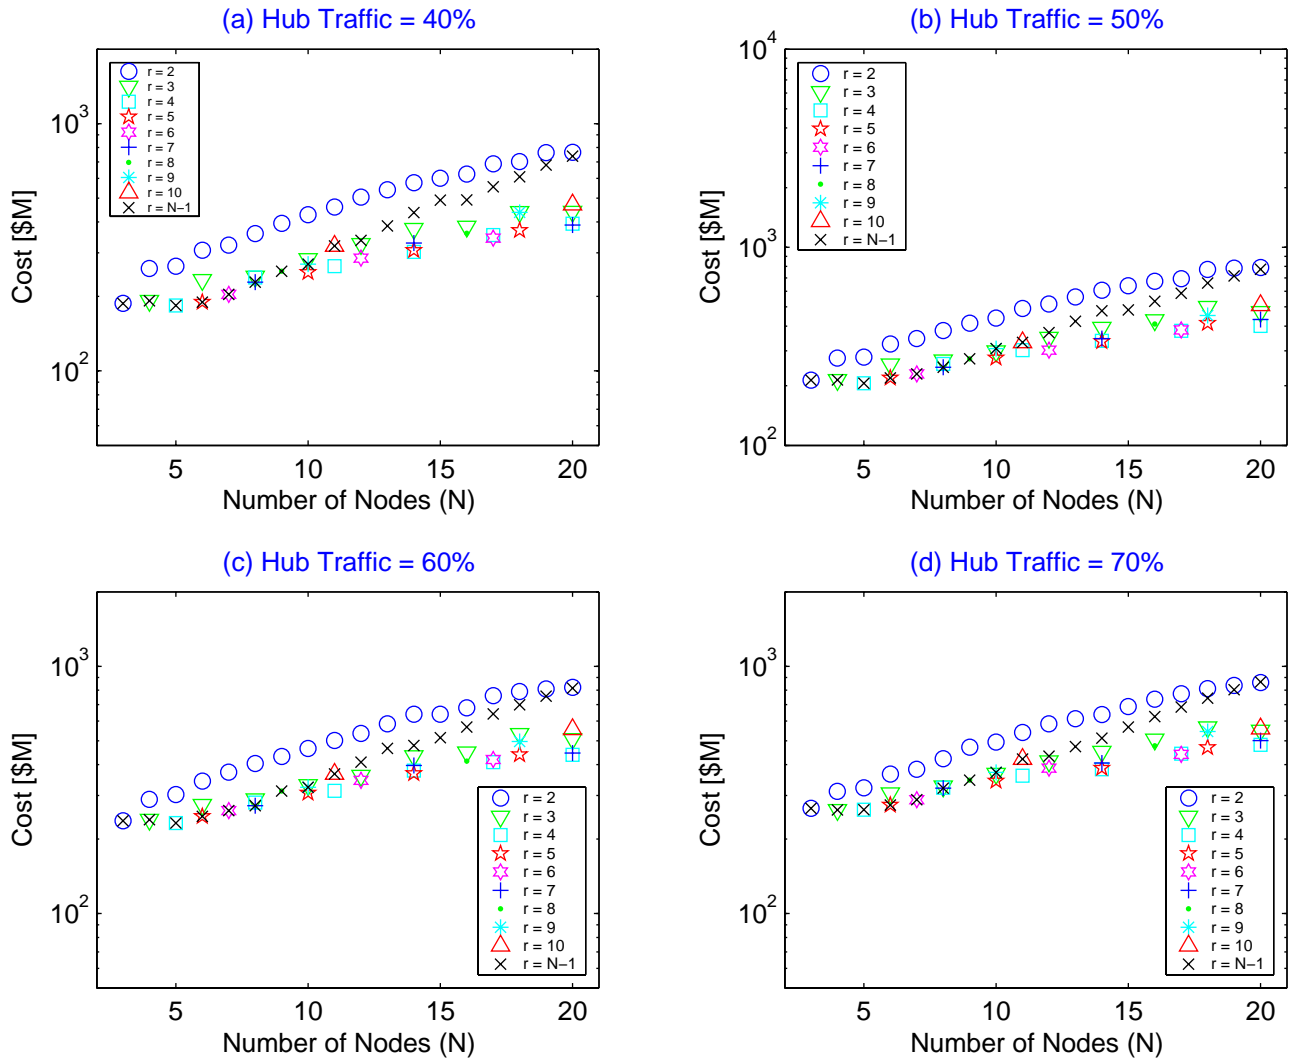 (a) Hub Traffic = 40%
10^3
10^2
Cost [$M]
r = 2
r = 3
r = 4
r = 5
r = 6
r = 7
r = 8
r = 9
r = 10
r = N−1
5 10 15 20
Number of Nodes (N)
(b) Hub Traffic = 50%
10^4
10^3
10^2
Cost [$M]
r = 2
r = 3
r = 4
r = 5
r = 6
r = 7
r = 8
r = 9
r = 10
r = N−1
5 10 15 20
Number of Nodes (N)
(c) Hub Traffic = 60%
10^3
10^2
Cost [$M]
r = 2
r = 3
r = 4
r = 5
r = 6
r = 7
r = 8
r = 9
r = 10
r = N−1
5 10 15 20
Number of Nodes (N)
(d) Hub Traffic = 70%
10^3
10^2
Cost [$M]
r = 2
r = 3
r = 4
r = 5
r = 6
r = 7
r = 8
r = 9
r = 10
r = N−1
5 10 15 20
Number of Nodes (N)